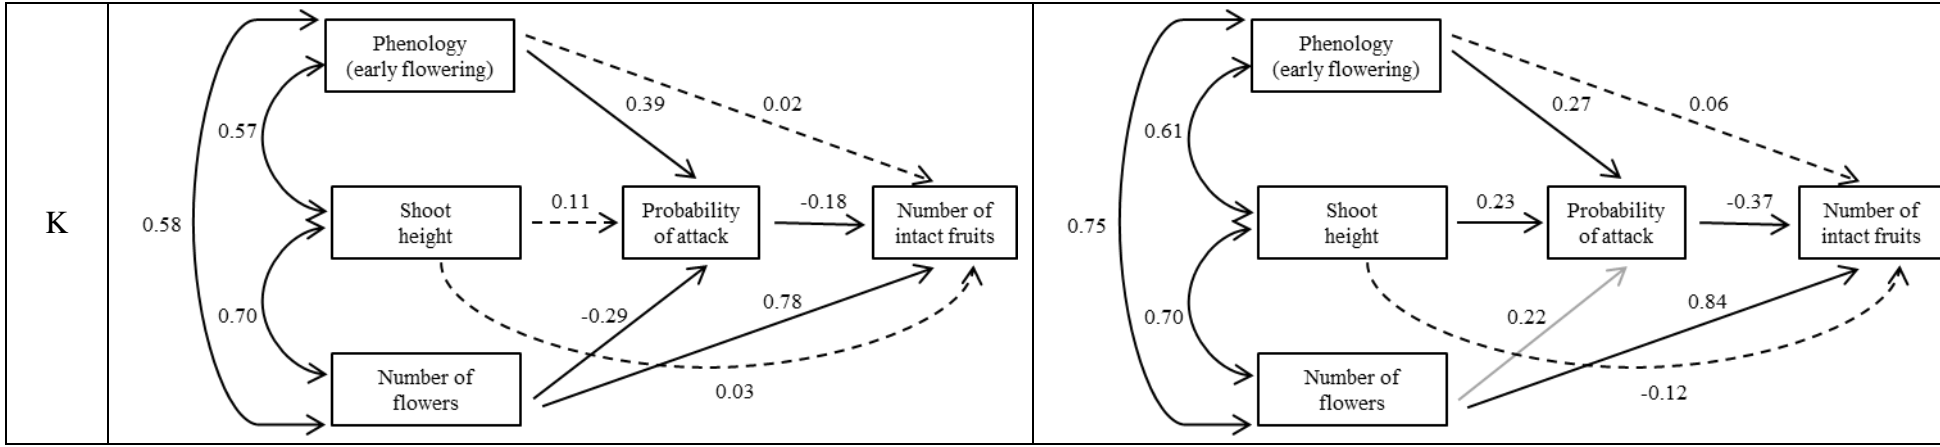 K
Phenology
(early flowering)
0.39
0.02
0.57
0.58
Shoot
height
0.11
Probability
of attack
-0.18
Number of
intact fruits
0.70
-0.29
0.78
Number of
flowers
0.03
Phenology
(early flowering)
0.27
0.06
0.61
0.75
Shoot
height
0.23
Probability
of attack
-0.37
Number of
intact fruits
0.70
0.22
0.84
Number of
flowers
-0.12